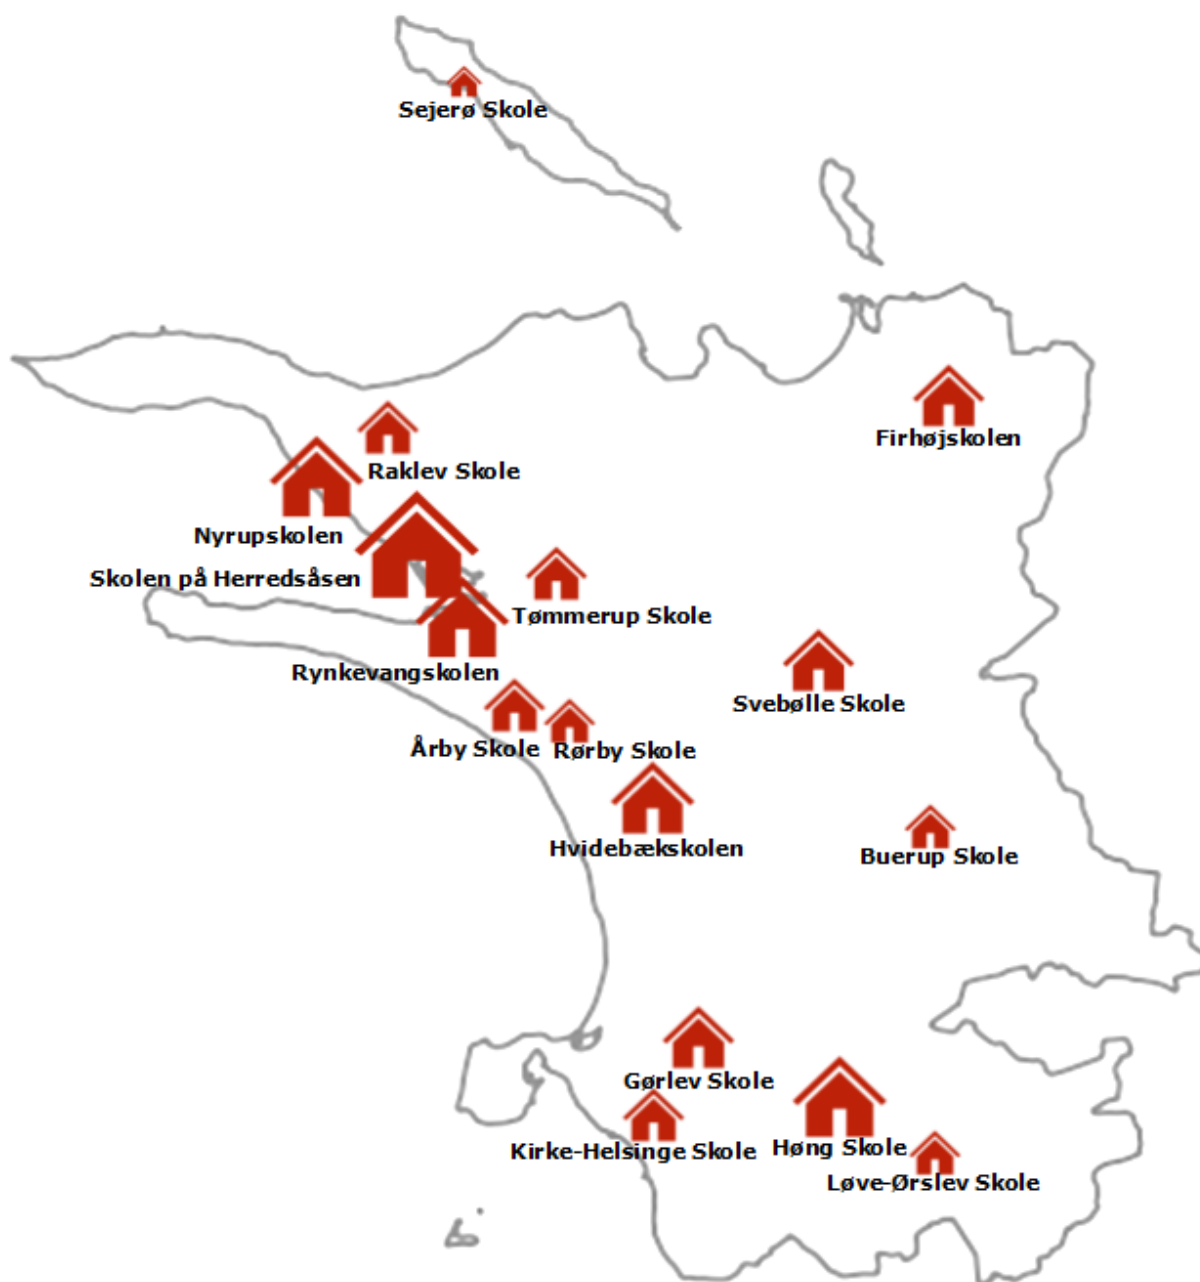 Sejerø Skole
Firhøjskolen
Raklev Skole
Nyrupskolen
Skolen på Herredsåsen
Tømmerup Skole
Rynkevangskolen
Svebølle Skole
Årby Skole
Rørby Skole
Hvidebækskolen
Buerup Skole
Gørlev Skole
Kirke-Helsinge Skole
Høng Skole
Løve-Ørslev Skole